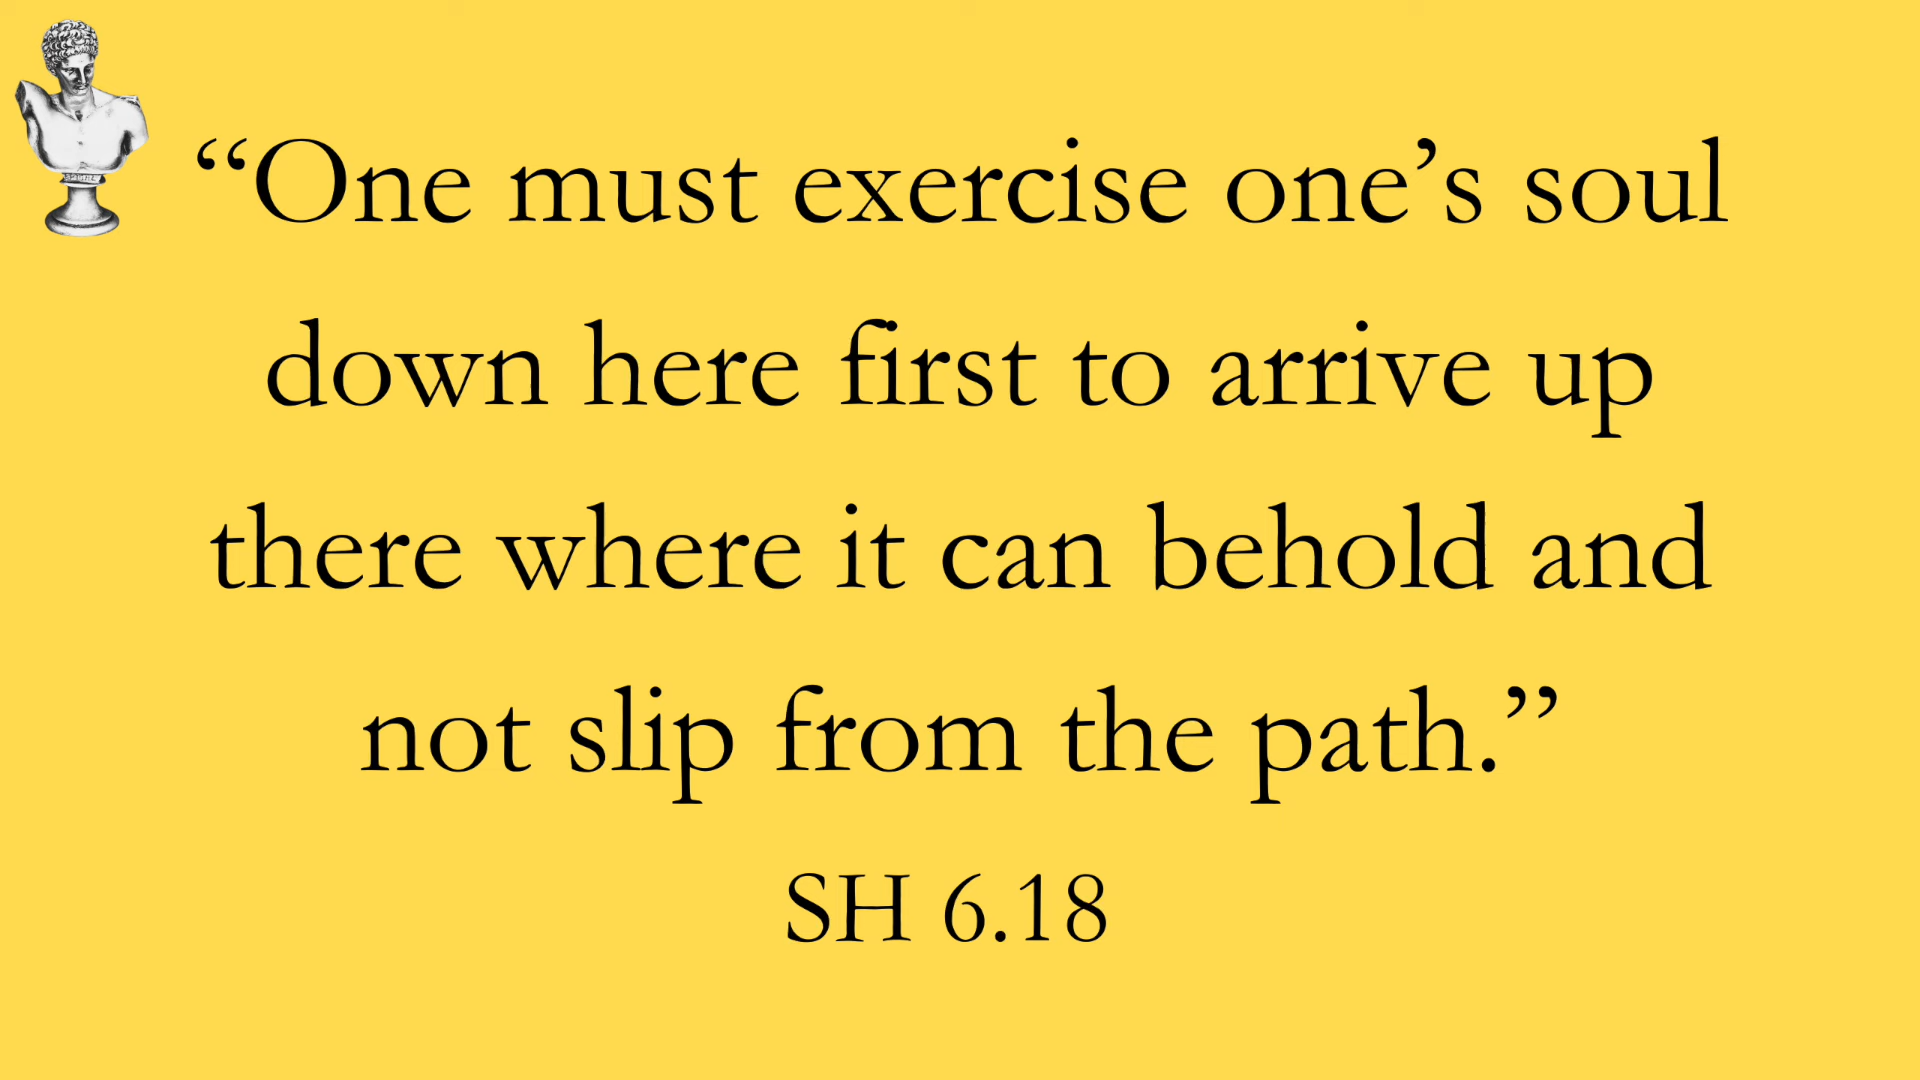 “One must exercise one’s soul
down here first to arrive up
there where it can behold and
not slip from the path.”
SH 6.18